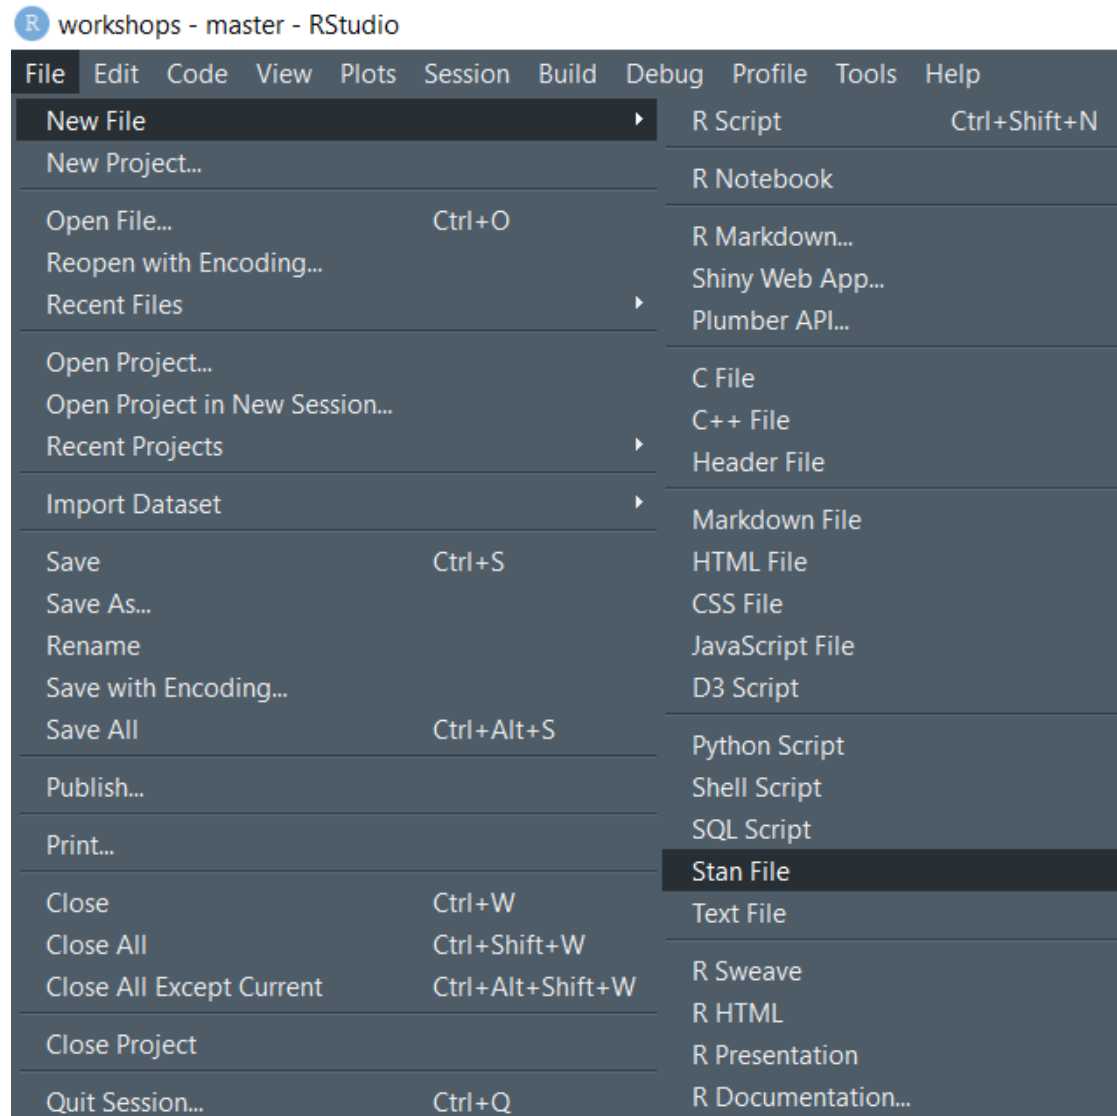 R workshops - master - RStudio
File Edit Code View Plots Session Build Debug Profile Tools Help
New File
New Project...
Open File... Ctrl+O
Reopen with Encoding...
Recent Files
Open Project...
Open Project in New Session...
Recent Projects
Import Dataset
Save Ctrl+S
Save As...
Rename
Save with Encoding...
Save All Ctrl+Alt+S
Publish...
Print...
Close Ctrl+W
Close All Ctrl+Shift+W
Close All Except Current Ctrl+Alt+Shift+W
Close Project
Quit Session... Ctrl+Q
R Script Ctrl+Shift+N
R Notebook
R Markdown...
Shiny Web App...
Plumber API...
C File
C++ File
Header File
Markdown File
HTML File
CSS File
JavaScript File
D3 Script
Python Script
Shell Script
SQL Script
Stan File
Text File
R Sweave
R HTML
R Presentation
R Documentation...